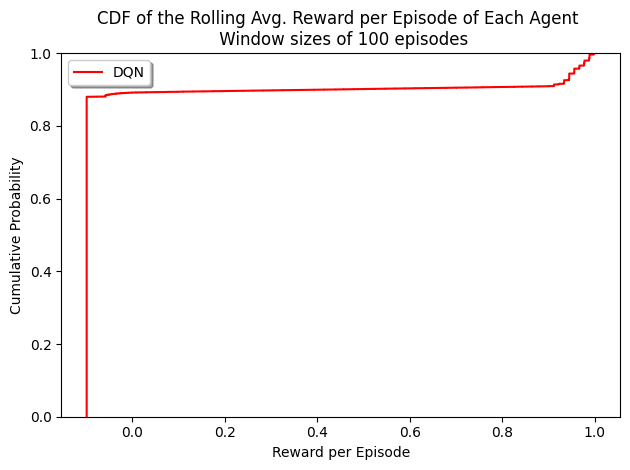 CDF of the Rolling Avg. Reward per Episode of Each Agent
Window sizes of 100 episodes
DQN
1.0
0.8
0.6
0.4
0.2
0.0
Cumulative Probability
0.0 0.2 0.4 0.6 0.8 1.0
Reward per Episode